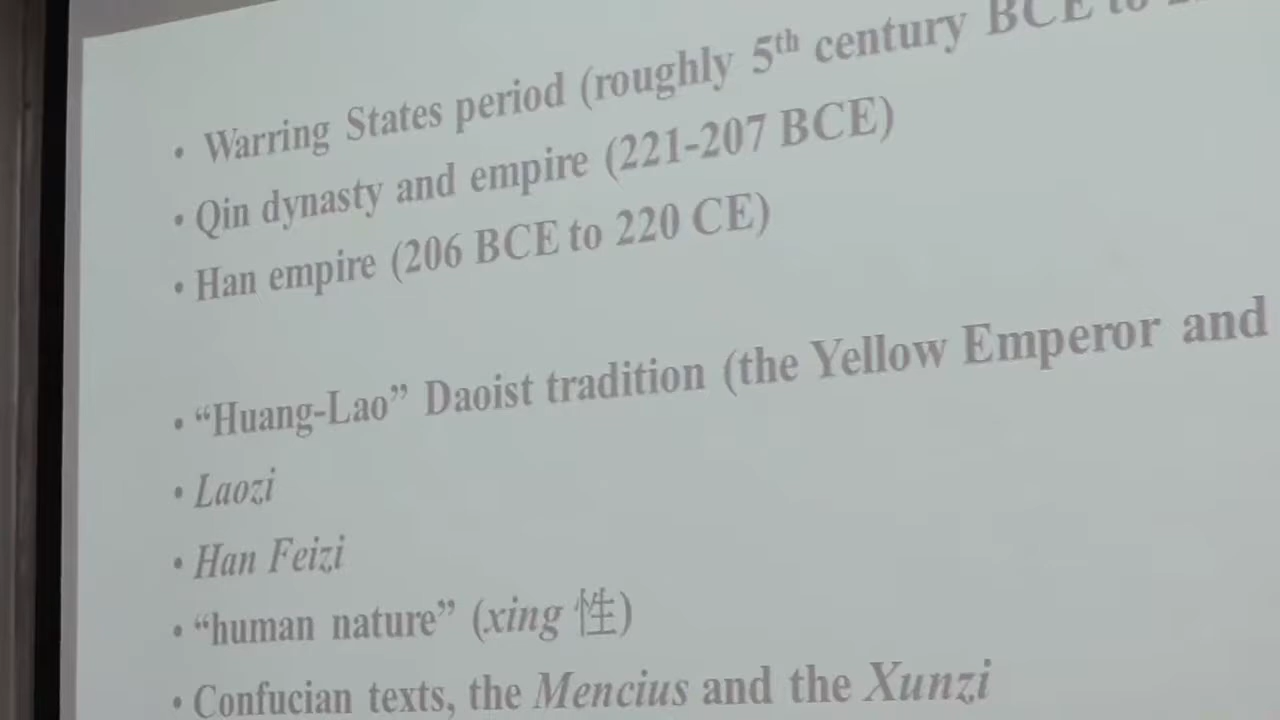 • Warring States period (roughly 5th century BCE to
• Qin dynasty and empire (221-207 BCE)
• Han empire (206 BCE to 220 CE)
• “Huang-Lao” Daoist tradition (the Yellow Emperor and
• Laozi
• Han Feizi
• “human nature” (xing 性)
• Confucian texts, the Mencius and the Xunzi